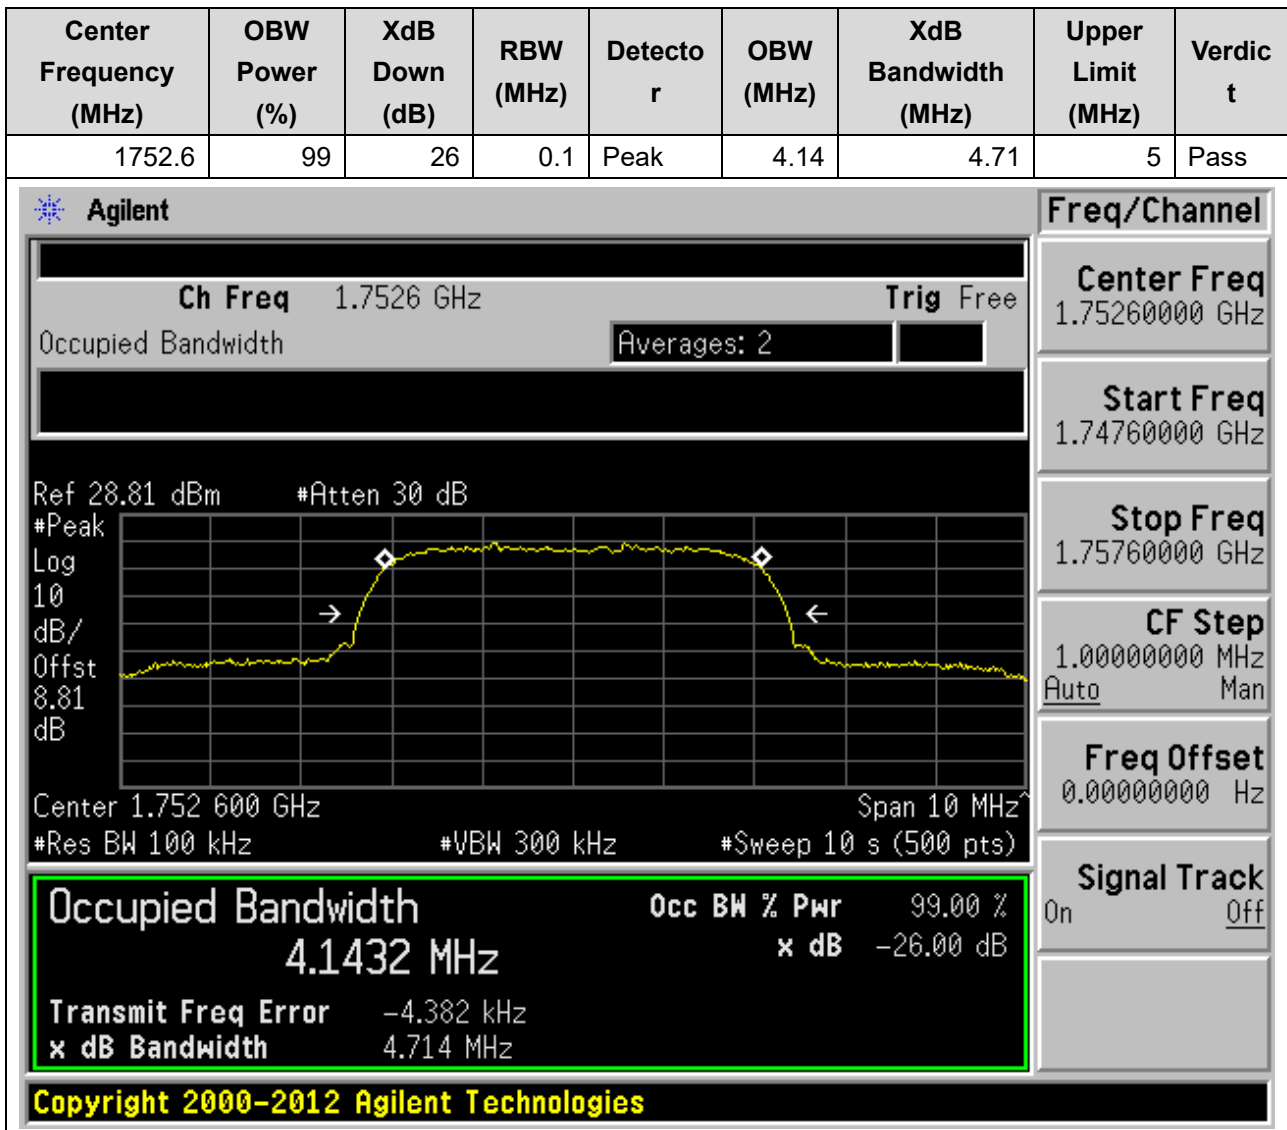 Center Frequency (MHz) OBW Power (%) XdB Down (dB) RBW (MHz) Detecto r OBW (MHz) XdB Bandwidth (MHz) Upper Limit (MHz) Verdic t
1752.6 99 26 0.1 Peak 4.14 4.71 5 Pass
Agilent
Freq/Channel
Ch Freq 1.7526 GHz Trig Free
Occupied Bandwidth Averages: 2
Center Freq
1.75260000 GHz
Start Freq
1.74760000 GHz
Stop Freq
1.75760000 GHz
CF Step
1.00000000 MHz
Auto Man
Freq Offset
0.00000000 Hz
Signal Track
On Off
Ref 28.81 dBm #Atten 30 dB
#Peak
Log
10
dB/
Offst
8.81
dB
Center 1.752 600 GHz Span 10 MHz^
#Res BW 100 kHz #VBW 300 kHz #Sweep 10 s (500 pts)
Occupied Bandwidth Occ BW % Pwr 99.00 %
4.1432 MHz x dB -26.00 dB
Transmit Freq Error -4.382 kHz
x dB Bandwidth 4.714 MHz
Copyright 2000-2012 Agilent Technologies